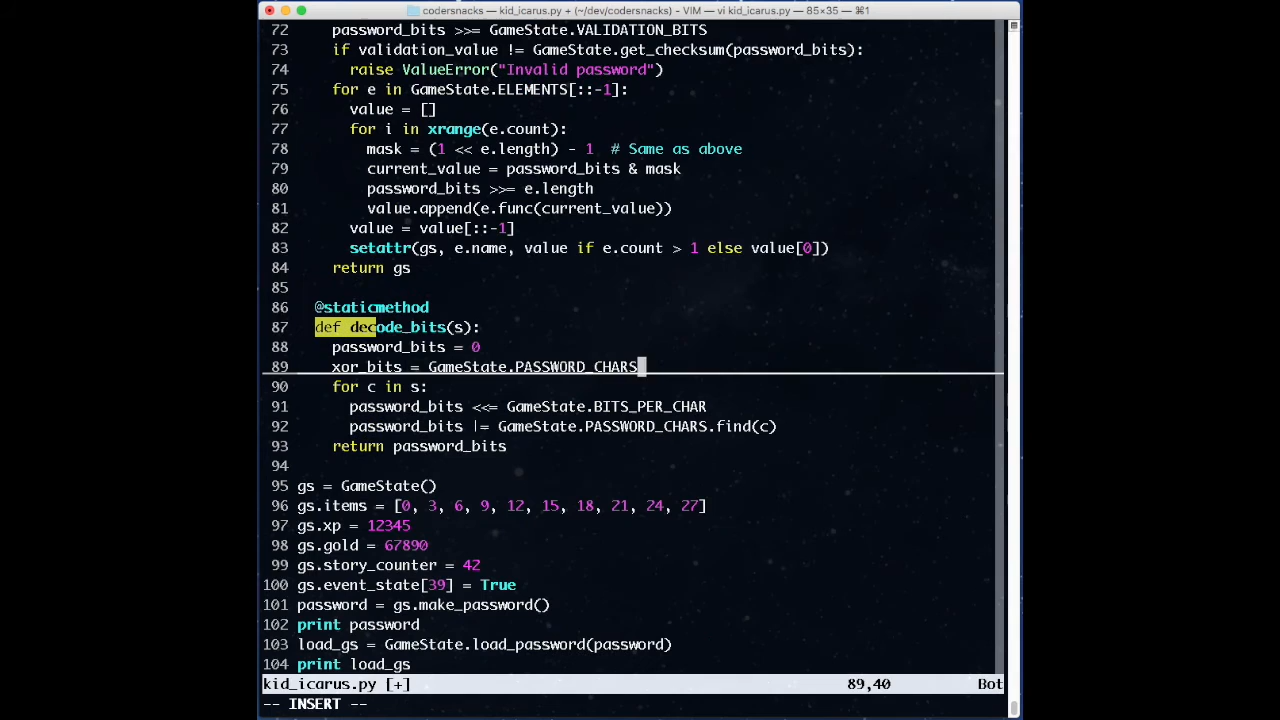 codersnacks — kid_icarus.py + (~/dev/codersnacks) - VIM — vi kid_icarus.py — 85×35 — ⌘1
72     password_bits >>= GameState.VALIDATION_BITS
73     if validation_value != GameState.get_checksum(password_bits):
74       raise ValueError("Invalid password")
75     for e in GameState.ELEMENTS[::-1]:
76       value = []
77       for i in xrange(e.count):
78         mask = (1 << e.length) - 1  # Same as above
79         current_value = password_bits & mask
80         password_bits >>= e.length
81         value.append(e.func(current_value))
82       value = value[::-1]
83       setattr(gs, e.name, value if e.count > 1 else value[0])
84     return gs
85
86   @staticmethod
87   def decode_bits(s):
88     password_bits = 0
89     xor_bits = GameState.PASSWORD_CHARS
90     for c in s:
91       password_bits <<= GameState.BITS_PER_CHAR
92       password_bits |= GameState.PASSWORD_CHARS.find(c)
93     return password_bits
94
95 gs = GameState()
96 gs.items = [0, 3, 6, 9, 12, 15, 18, 21, 24, 27]
97 gs.xp = 12345
98 gs.gold = 67890
99 gs.story_counter = 42
100 gs.event_state[39] = True
101 password = gs.make_password()
102 print password
103 load_gs = GameState.load_password(password)
104 print load_gs
kid_icarus.py [+] 89,40 Bot
-- INSERT --